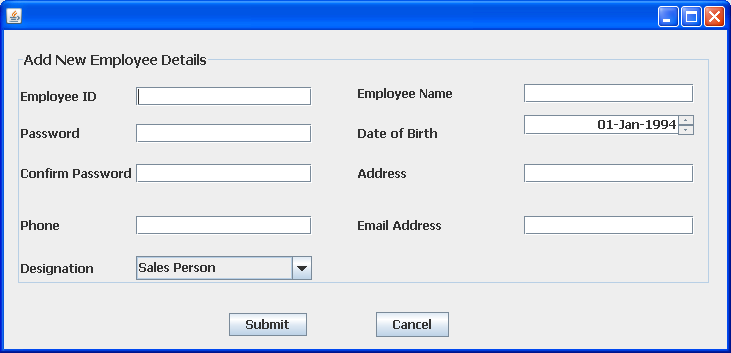 Add New Employee Details
Employee ID
Employee Name
Password
Date of Birth
01-Jan-1994
Confirm Password
Address
Phone
Email Address
Designation
Sales Person
Submit
Cancel